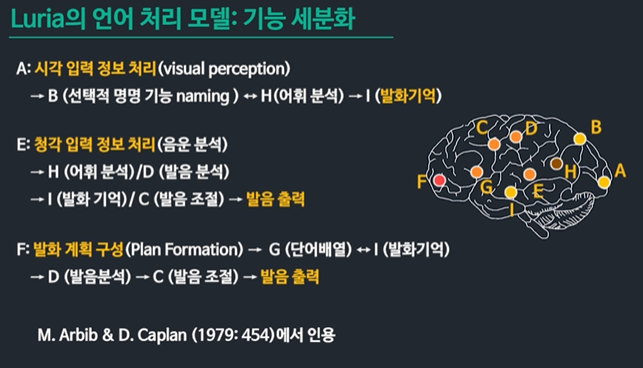 Luria의 언어 처리 모델: 기능 세분화
A: 시각 입력 정보 처리(visual perception)
→ B (선택적 명명 기능 naming ) ↔ H(어휘 분석) → I (발화기억)
E: 청각 입력 정보 처리(음운 분석)
→ H (어휘 분석)/D (발음 분석)
→ I (발화 기억)/ C (발음 조절) → 발음 출력
F: 발화 계획 구성(Plan Formation) → G (단어배열) ↔ I (발화기억)
→ D (발음분석) → C (발음 조절) → 발음 출력
M. Arbib & D. Caplan (1979: 454)에서 인용
C
D
B
F
G
E
H
A
I